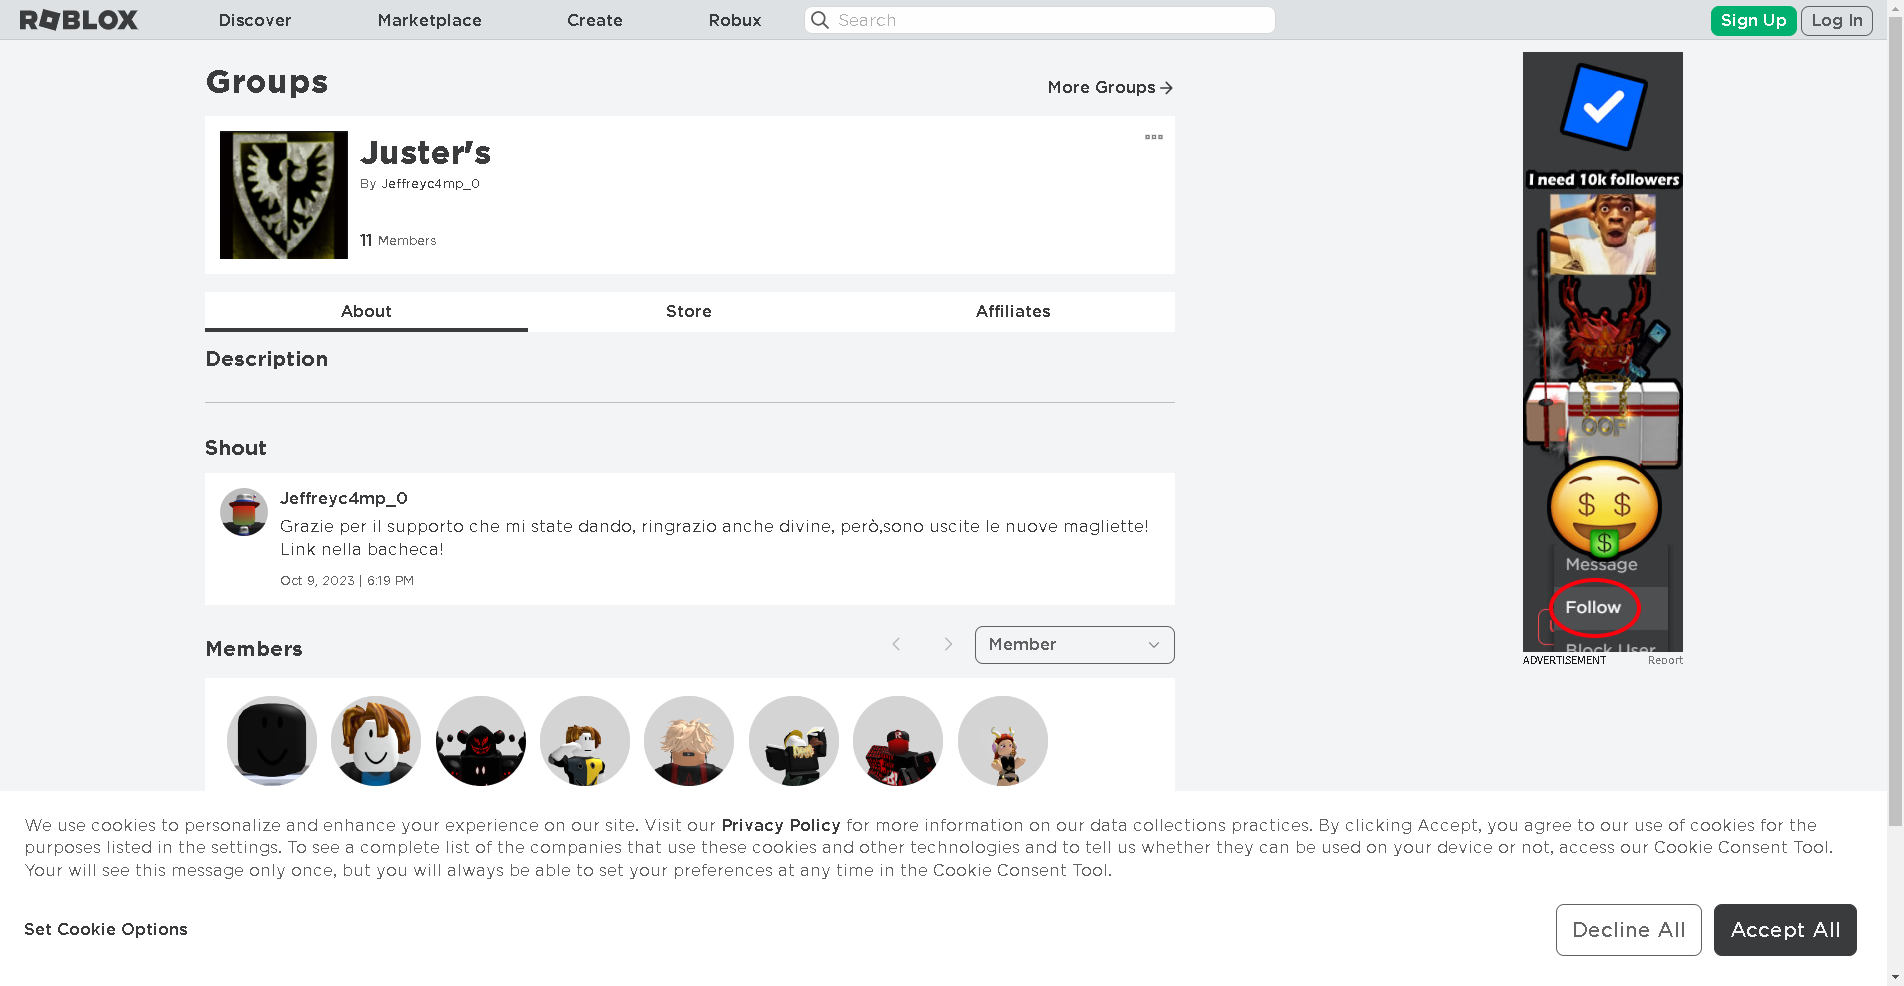 ROBLOX
Discover
Marketplace
Create
Robux
Search
Sign Up
Log In
Groups
More Groups
Juster's
By Jeffreyc4mp_0
11 Members
About
Store
Affiliates
Description
Shout
Jeffreyc4mp_0
Grazie per il supporto che mi state dando, ringrazio anche divine, però,sono uscite le nuove magliette!
Link nella bacheca!
Oct 9, 2023 | 6:19 PM
Members
Member
I need 10k followers
OOF
Message
Follow
Block User
ADVERTISEMENT
Report
We use cookies to personalize and enhance your experience on our site. Visit our Privacy Policy for more information on our data collections practices. By clicking Accept, you agree to our use of cookies for the
purposes listed in the settings. To see a complete list of the companies that use these cookies and other technologies and to tell us whether they can be used on your device or not, access our Cookie Consent Tool.
Your will see this message only once, but you will always be able to set your preferences at any time in the Cookie Consent Tool.
Set Cookie Options
Decline All
Accept All